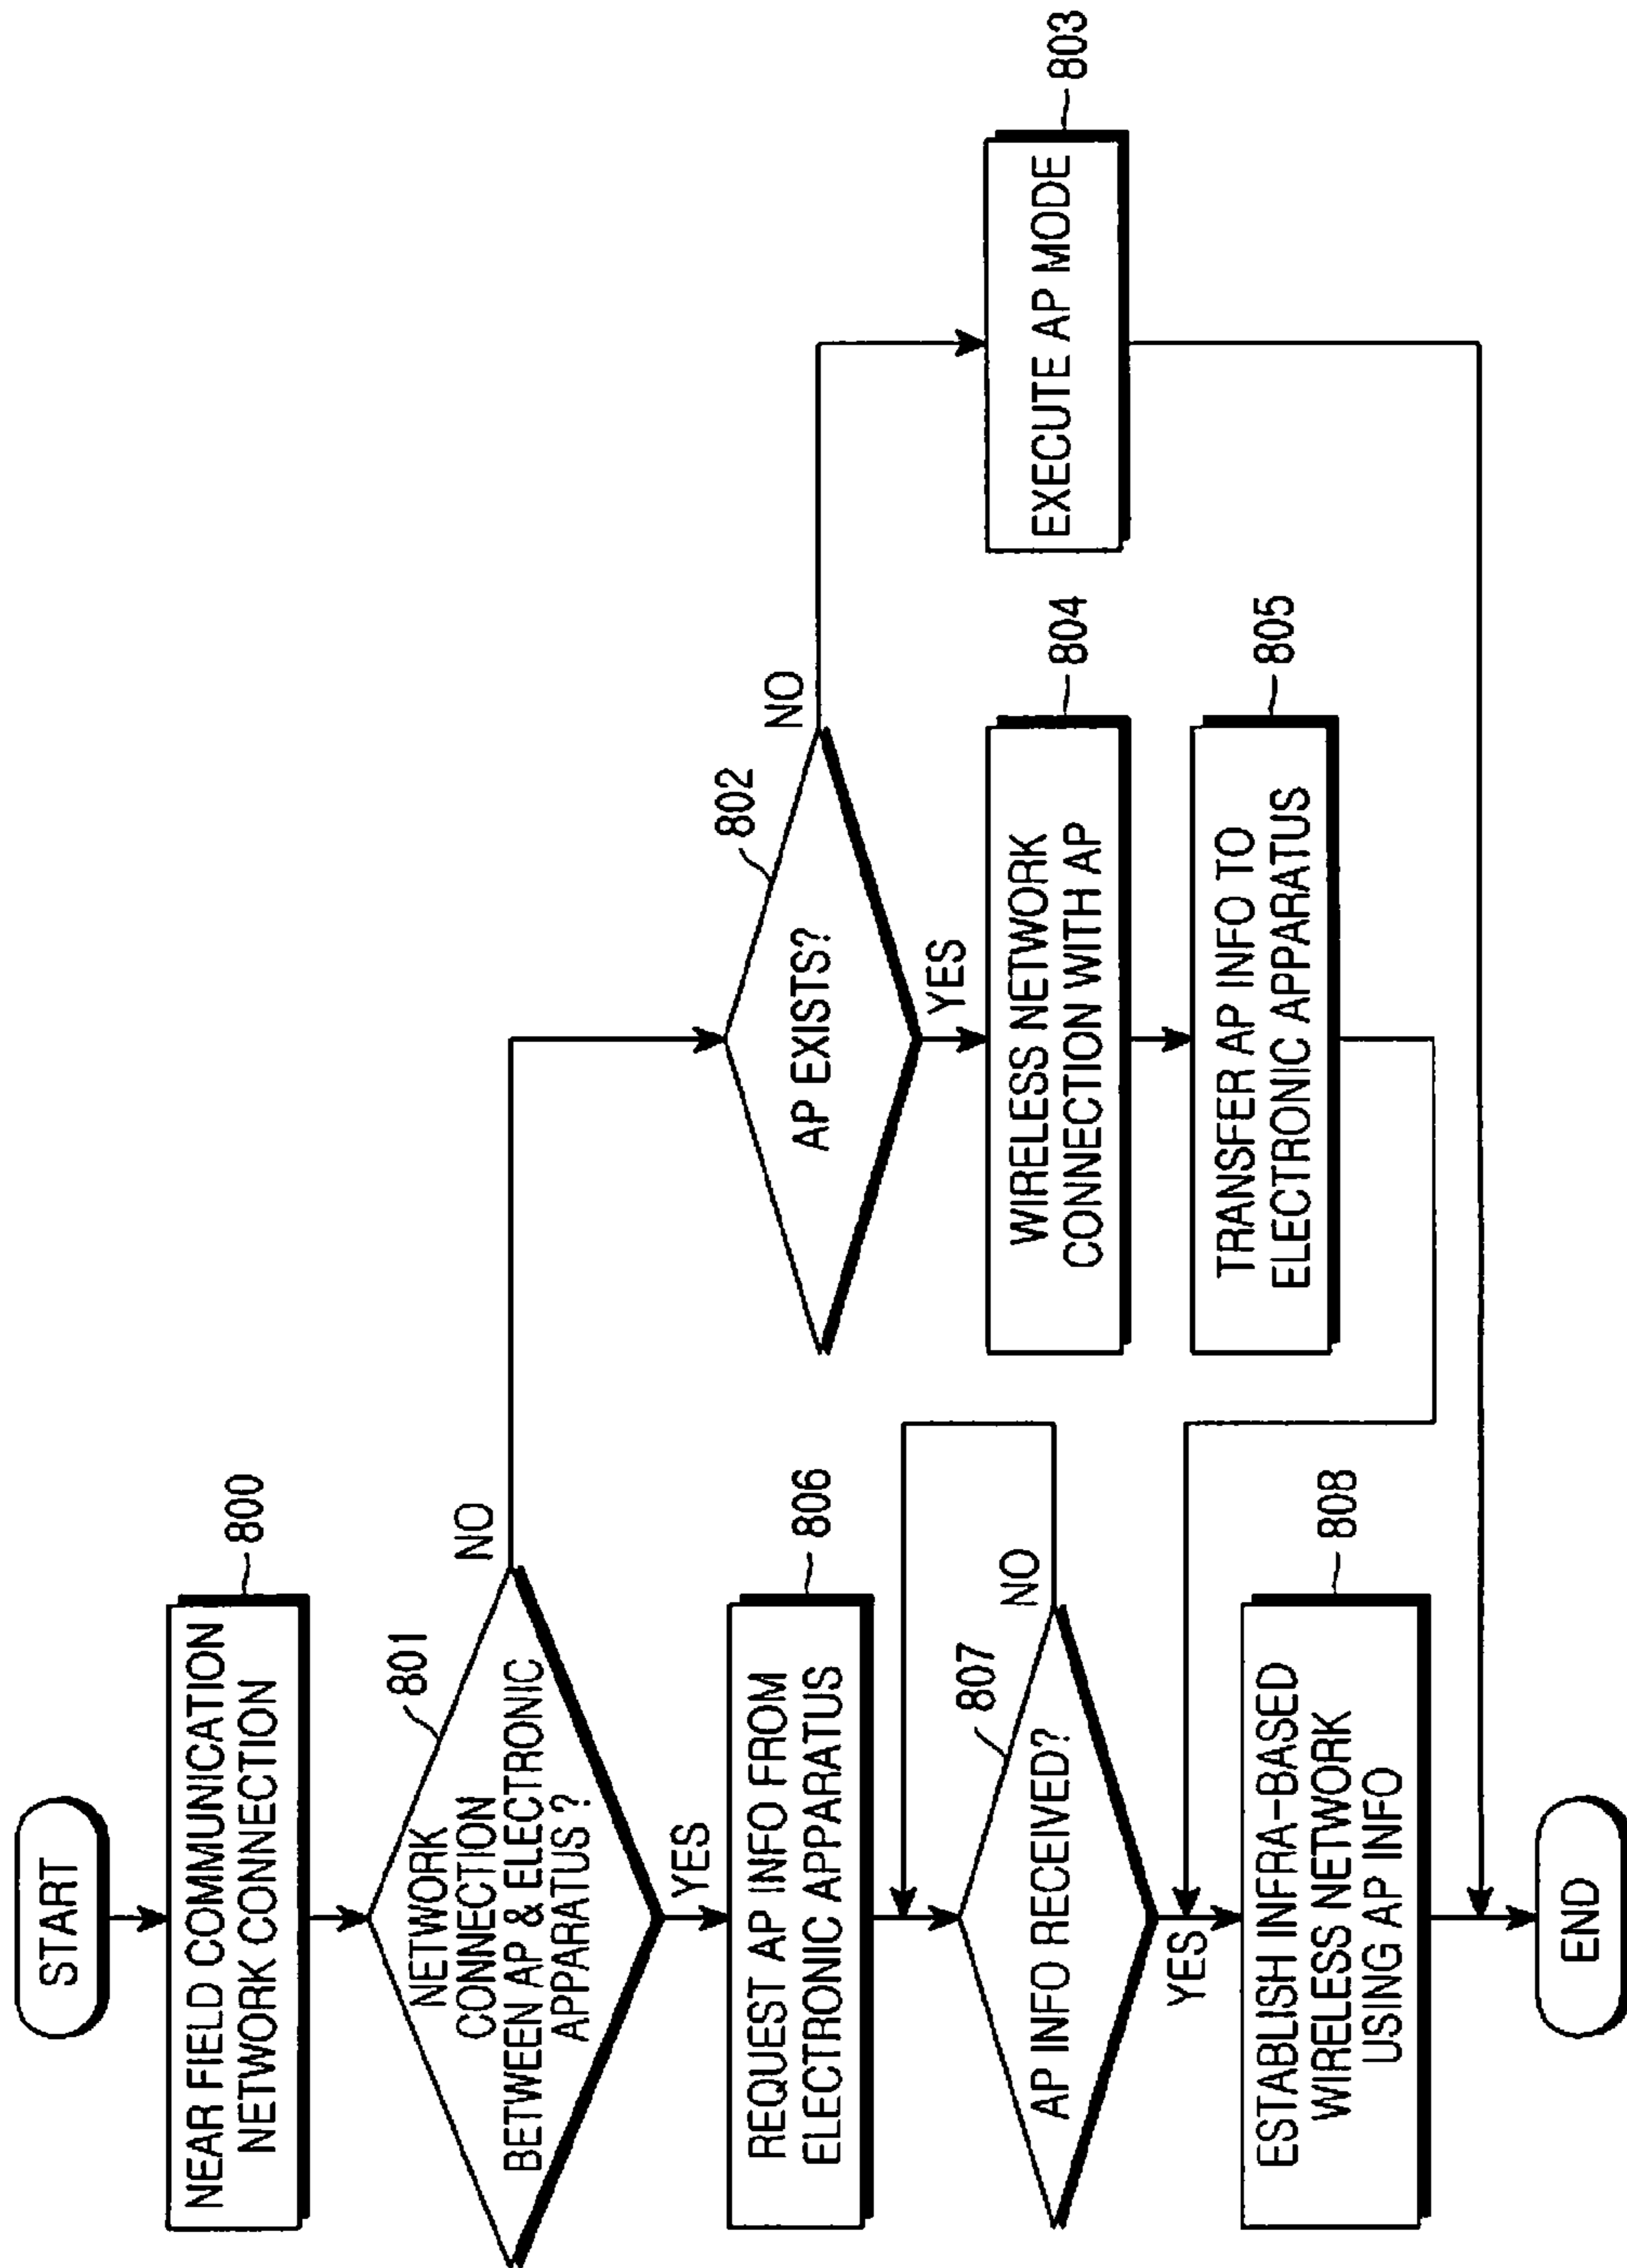 START
NEAR FIELD COMMUNICATION
NETWORK CONNECTION
800
NETWORK
CONNECTION
BETWEEN AP & ELECTRONIC
APPARATUS ?
801
NO
YES
AP EXISTS?
802
NO
YES
EXECUTE AP MODE
803
WIRELESS NETWORK
CONNECTION WITH AP
804
TRANSFER AP INFO TO
ELECTRONIC APPARATUS
805
REQUEST AP INFO FROM
ELECTRONIC APPARATUS
806
AP INFO RECEIVED?
807
NO
YES
ESTABLISH INFRA-BASED
WIRELESS NETWORK
USING AP INFO
808
END